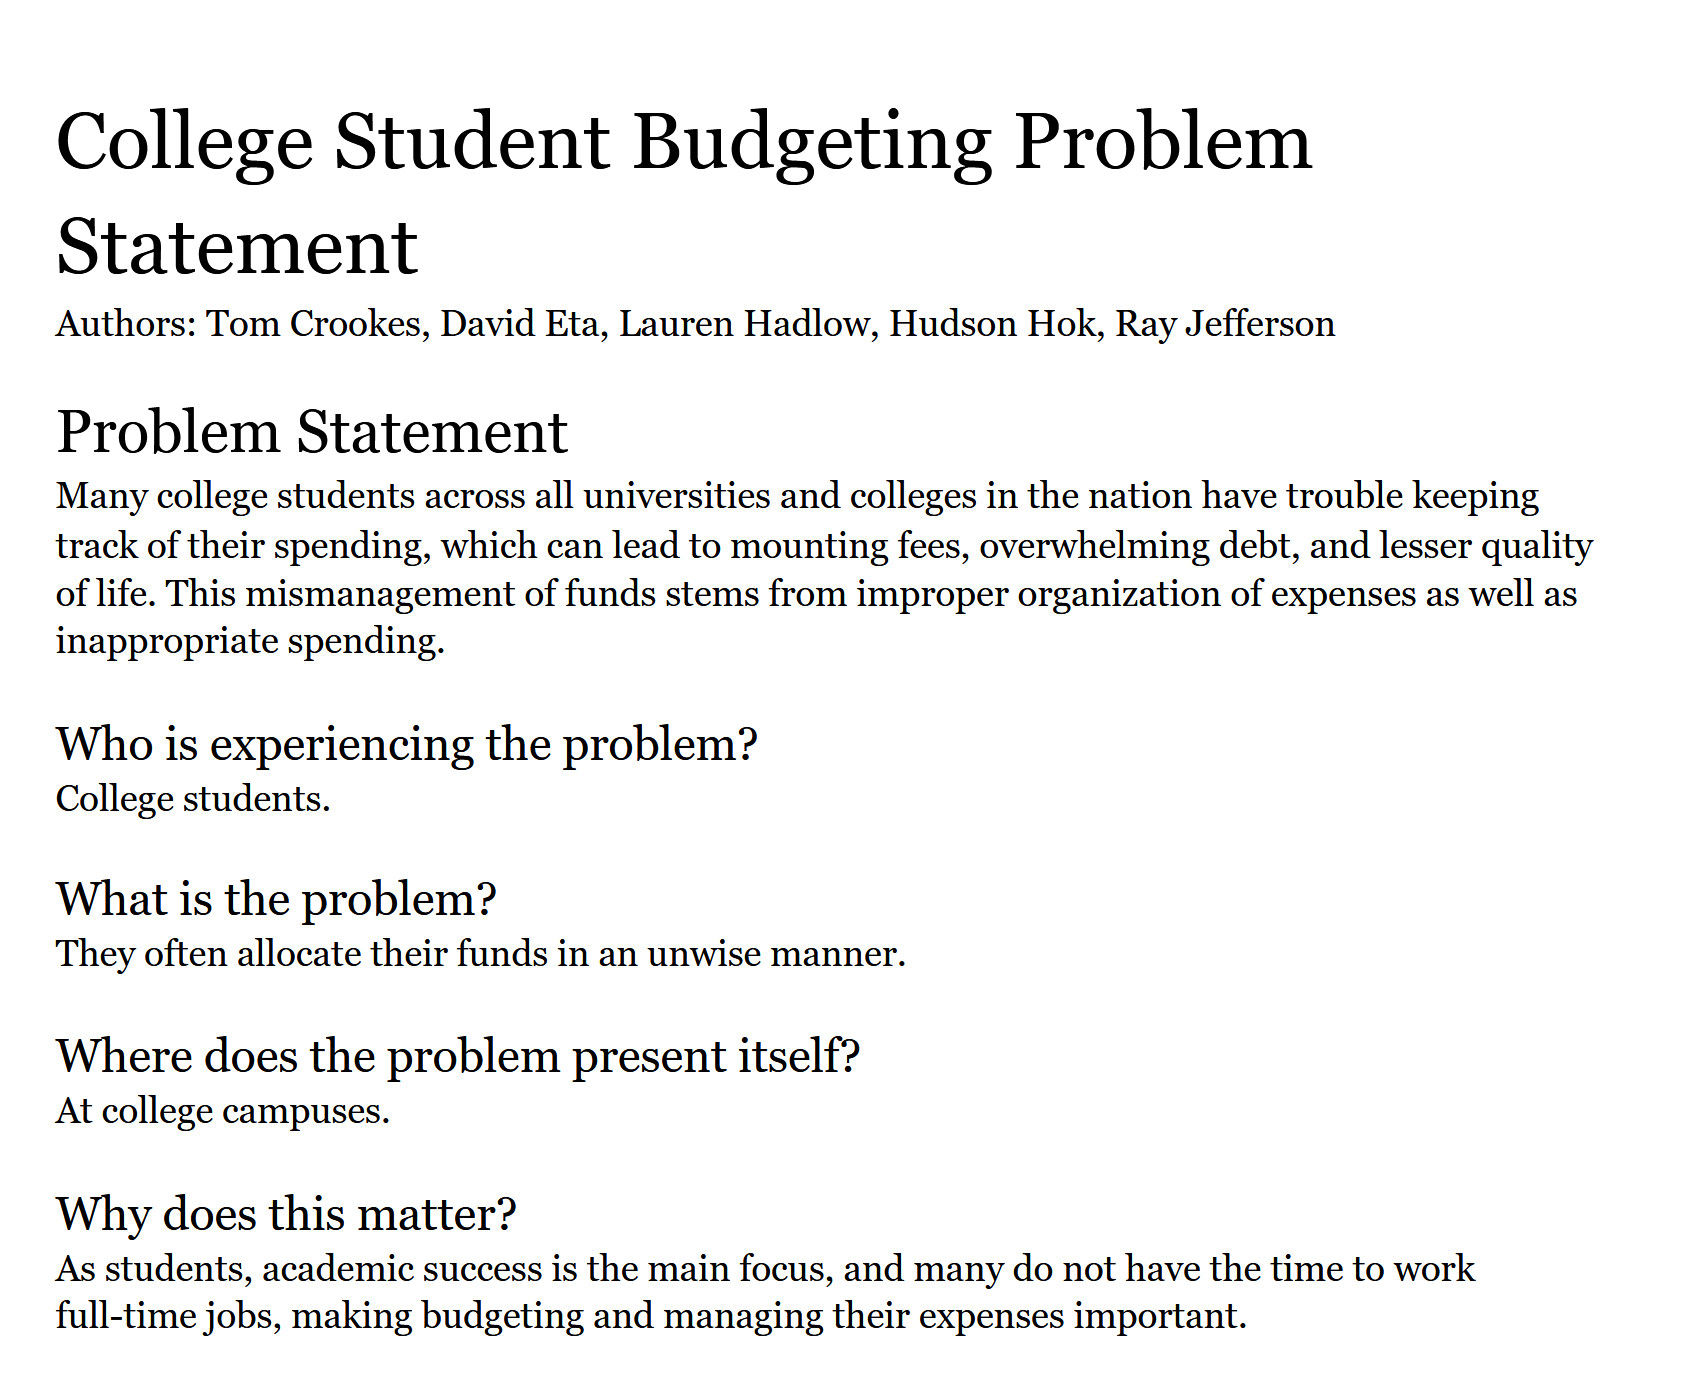 College Student Budgeting Problem
Statement
Authors: Tom Crookes, David Eta, Lauren Hadlow, Hudson Hok, Ray Jefferson
Problem Statement
Many college students across all universities and colleges in the nation have trouble keeping
track of their spending, which can lead to mounting fees, overwhelming debt, and lesser quality
of life. This mismanagement of funds stems from improper organization of expenses as well as
inappropriate spending.
Who is experiencing the problem?
College students.
What is the problem?
They often allocate their funds in an unwise manner.
Where does the problem present itself?
At college campuses.
Why does this matter?
As students, academic success is the main focus, and many do not have the time to work
full-time jobs, making budgeting and managing their expenses important.